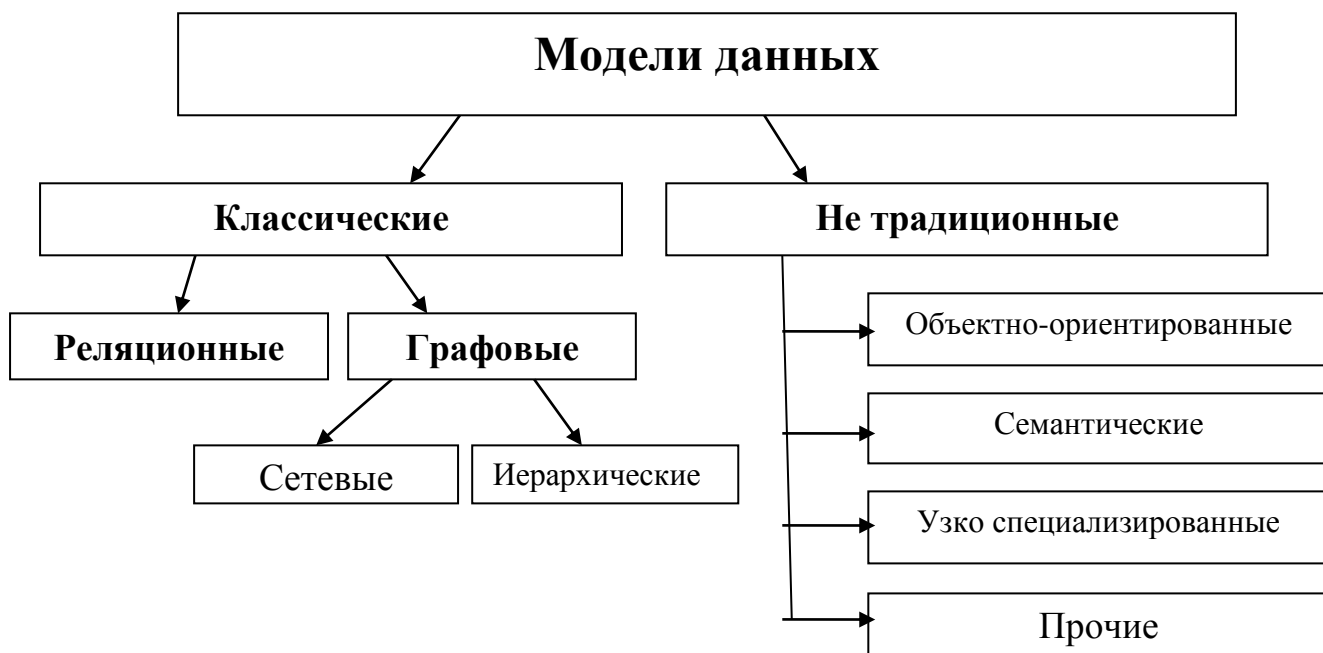 Модели данных
Классические
Не традиционные
Реляционные
Графовые
Объектно-ориентированные
Сетевые
Иерархические
Семантические
Узко специализированные
Прочие